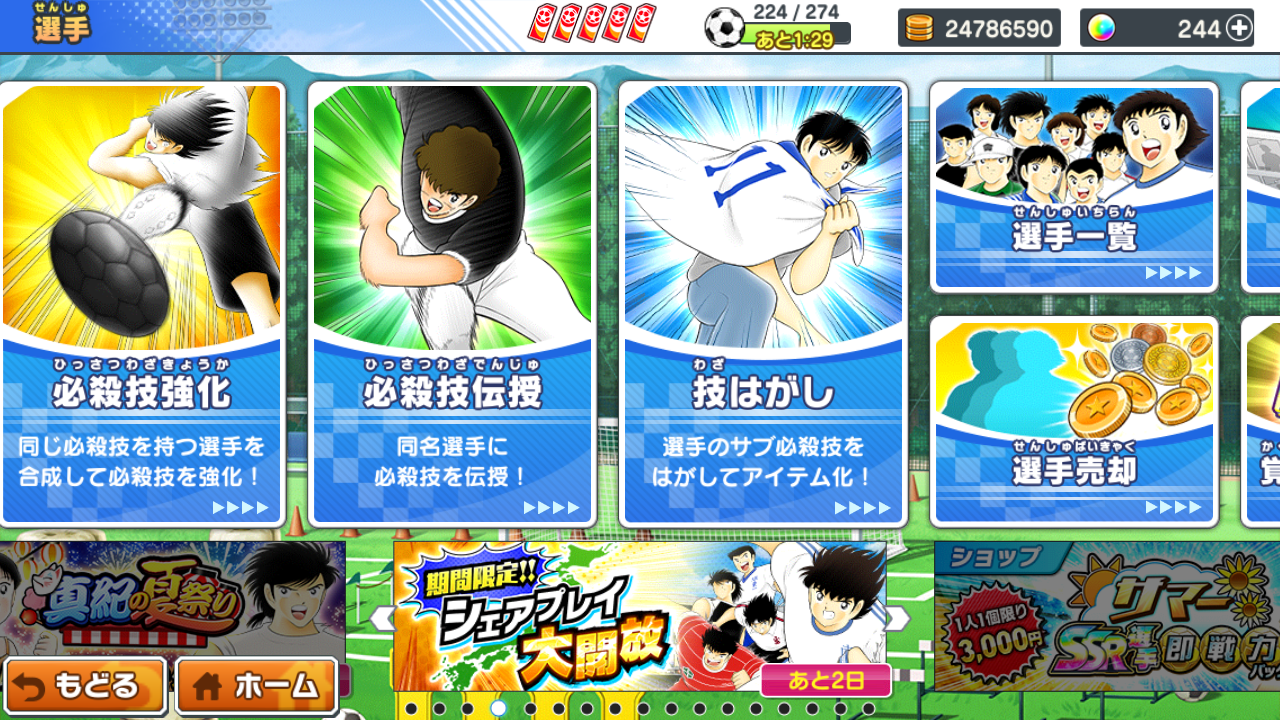 せんしゅ
選手
224 / 274
あと1:29
24786590
244
11
ひっさつわざきょうか
必殺技強化
同じ必殺技を持つ選手を
合成して必殺技を強化！
ひっさつわざでんじゅ
必殺技伝授
同名選手に
必殺技を伝授！
わざ
技はがし
選手のサブ必殺技を
はがしてアイテム化！
せんしゅいちらん
選手一覧
せんしゅばいきゃく
選手売却
か
覚
真紀の夏祭り
期間限定!!
シェアプレイ
大開放
あと2日
ショップ
サマー
1人1個限り
3,000円
SSR選手即戦力
パッ
もどる
ホーム